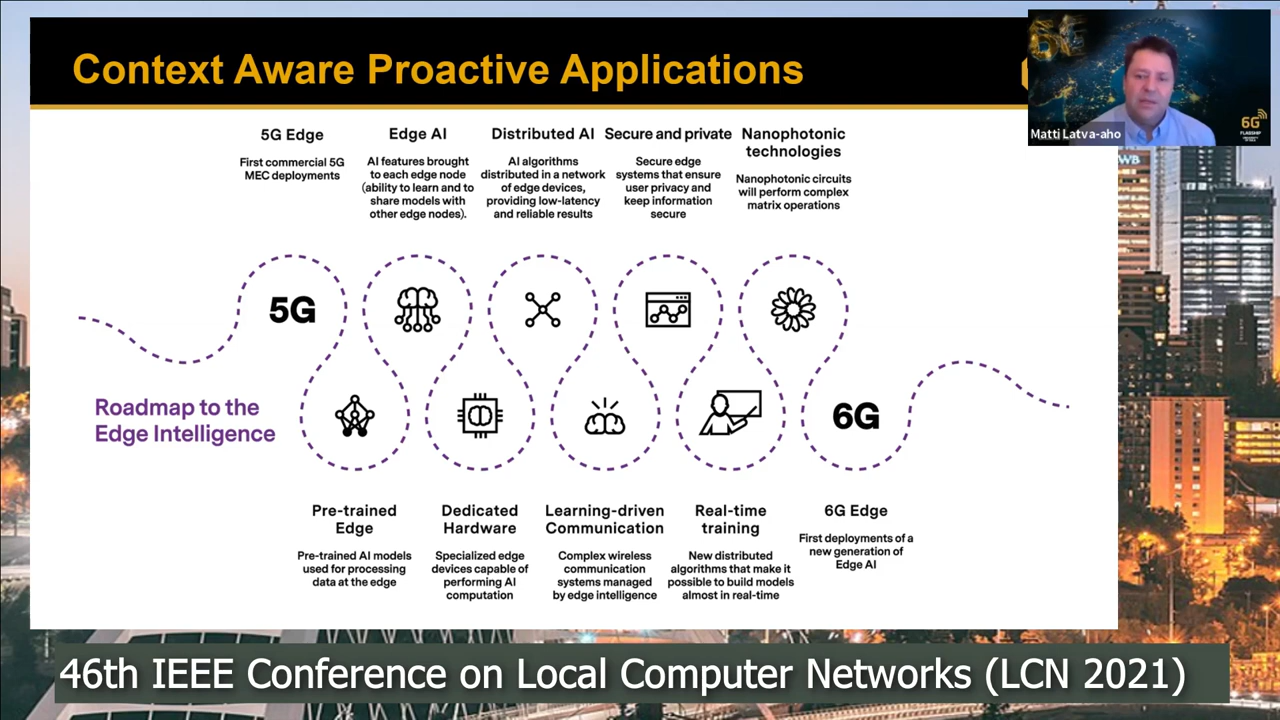 Context Aware Proactive Applications
6G
Matti Latva-aho
6G
FLAGSHIP
5G Edge
First commercial 5G
MEC deployments
Edge AI
AI features brought
to each edge node
(ability to learn and to
share models with
other edge nodes).
Distributed AI
AI algorithms
distributed in a network
of edge devices,
providing low-latency
and reliable results
Secure and private
Secure edge
systems that ensure
user privacy and
keep information
secure
Nanophotonic
technologies
Nanophotonic circuits
will perform complex
matrix operations
5G
Roadmap to the
Edge Intelligence
6G
Pre-trained
Edge
Pre-trained AI models
used for processing
data at the edge
Dedicated
Hardware
Specialized edge
devices capable of
performing AI
computation
Learning-driven
Communication
Complex wireless
communication
systems managed
by edge intelligence
Real-time
training
New distributed
algorithms that make it
possible to build models
almost in real-time
6G Edge
First deployments of a
new generation of
Edge AI
46th IEEE Conference on Local Computer Networks (LCN 2021)